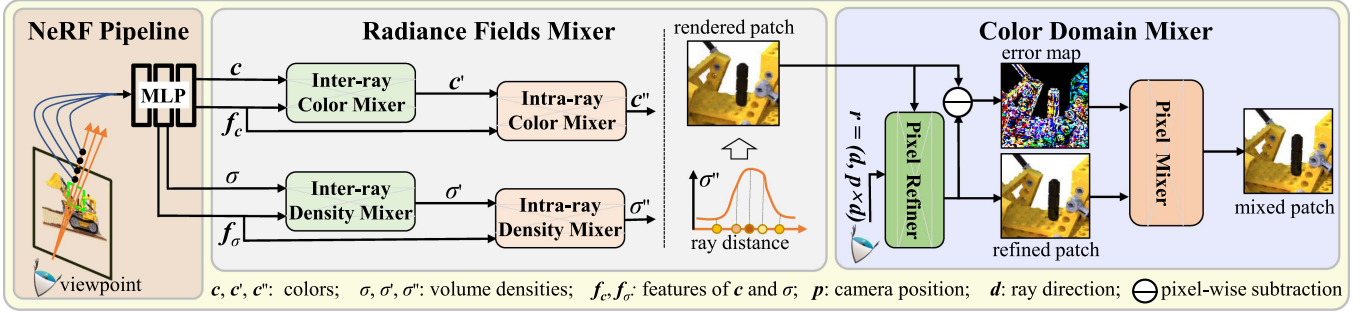 NeRF Pipeline
MLP
viewpoint
Radiance Fields Mixer
c
f_c
σ
f_σ
Inter-ray
Color Mixer
c'
Intra-ray
Color Mixer
c''
Inter-ray
Density Mixer
σ'
Intra-ray
Density Mixer
σ''
rendered patch
σ''
ray distance
Color Domain Mixer
r = (d, p×d)
Pixel Refiner
error map
refined patch
Pixel Mixer
mixed patch
c, c', c'': colors; σ, σ', σ'': volume densities; f_c, f_σ: features of c and σ; p: camera position; d: ray direction; ⊖ pixel-wise subtraction